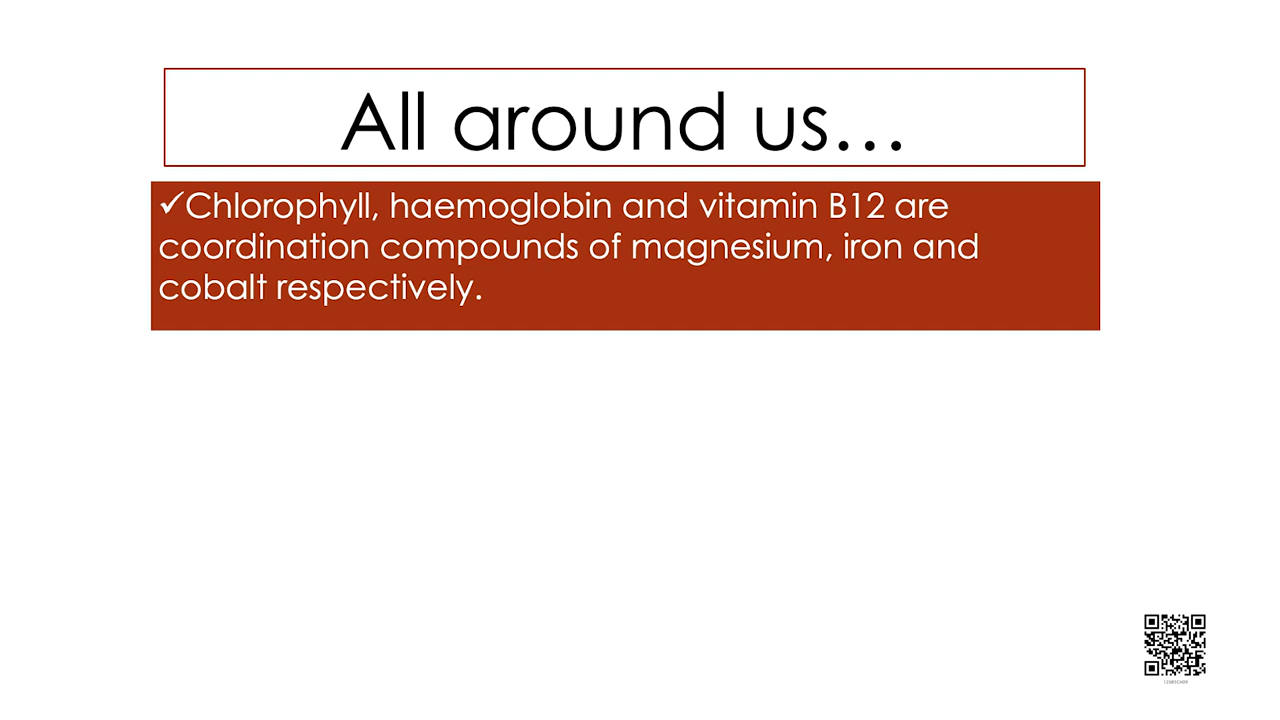 All around us...
✓Chlorophyll, haemoglobin and vitamin B12 are
coordination compounds of magnesium, iron and
cobalt respectively.